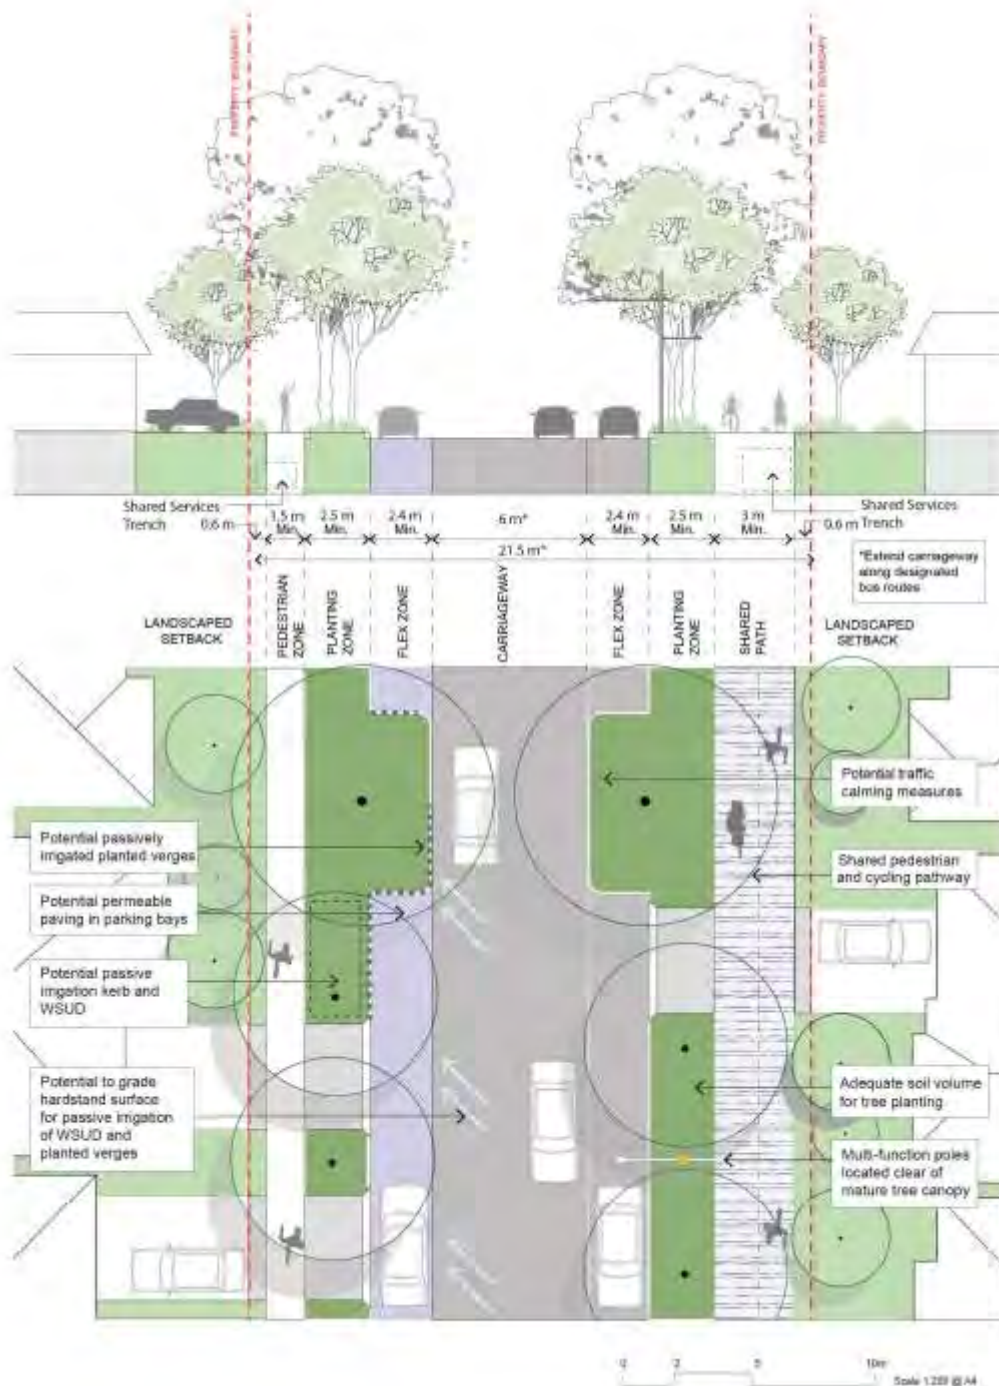 PROPERTY BOUNDARY
PROPERTY BOUNDARY
Shared Services
Trench
0.6 m
1.5 m
Min.
2.5 m
Min.
2.4 m
Min.
6 m*
2.4 m
Min.
2.5 m
Min.
3 m
Min.
Shared Services
Trench
0.6 m
21.5 m*
*Extend carriageway
along designated
bus routes
LANDSCAPED
SETBACK
PEDESTRIAN
ZONE
PLANTING
ZONE
FLEX ZONE
CARRIAGEWAY
FLEX ZONE
PLANTING
ZONE
SHARED
PATH
LANDSCAPED
SETBACK
Potential traffic
calming measures
Potential passively
irrigated planted verges
Shared pedestrian
and cycling pathway
Potential permeable
paving in parking bays
Potential passive
irrigation kerb and
WSUD
Potential to grade
hardstand surface
for passive irrigation
of WSUD and
planted verges
Adequate soil volume
for tree planting
Multi-function poles
located clear of
mature tree canopy
0
2
5
10m